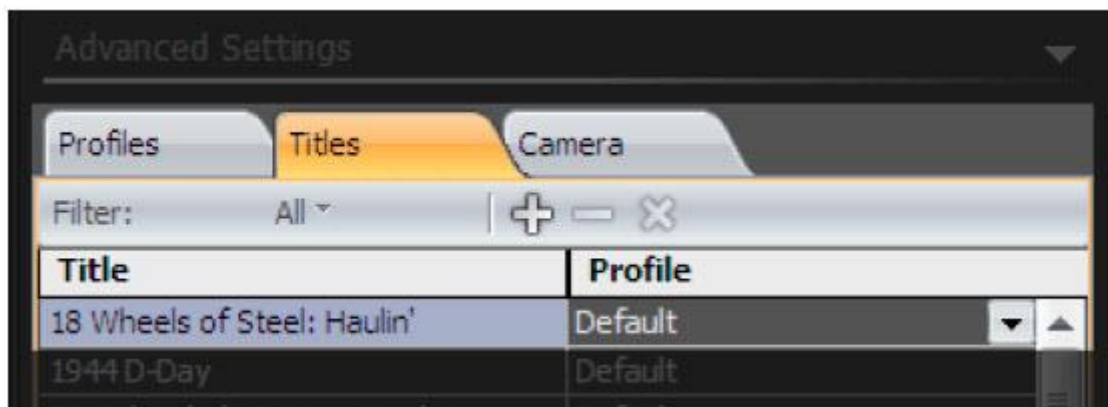 Advanced Settings
Profiles Titles Camera
Filter: All
Title Profile
18 Wheels of Steel: Haulin' Default
1944 D-Day Default